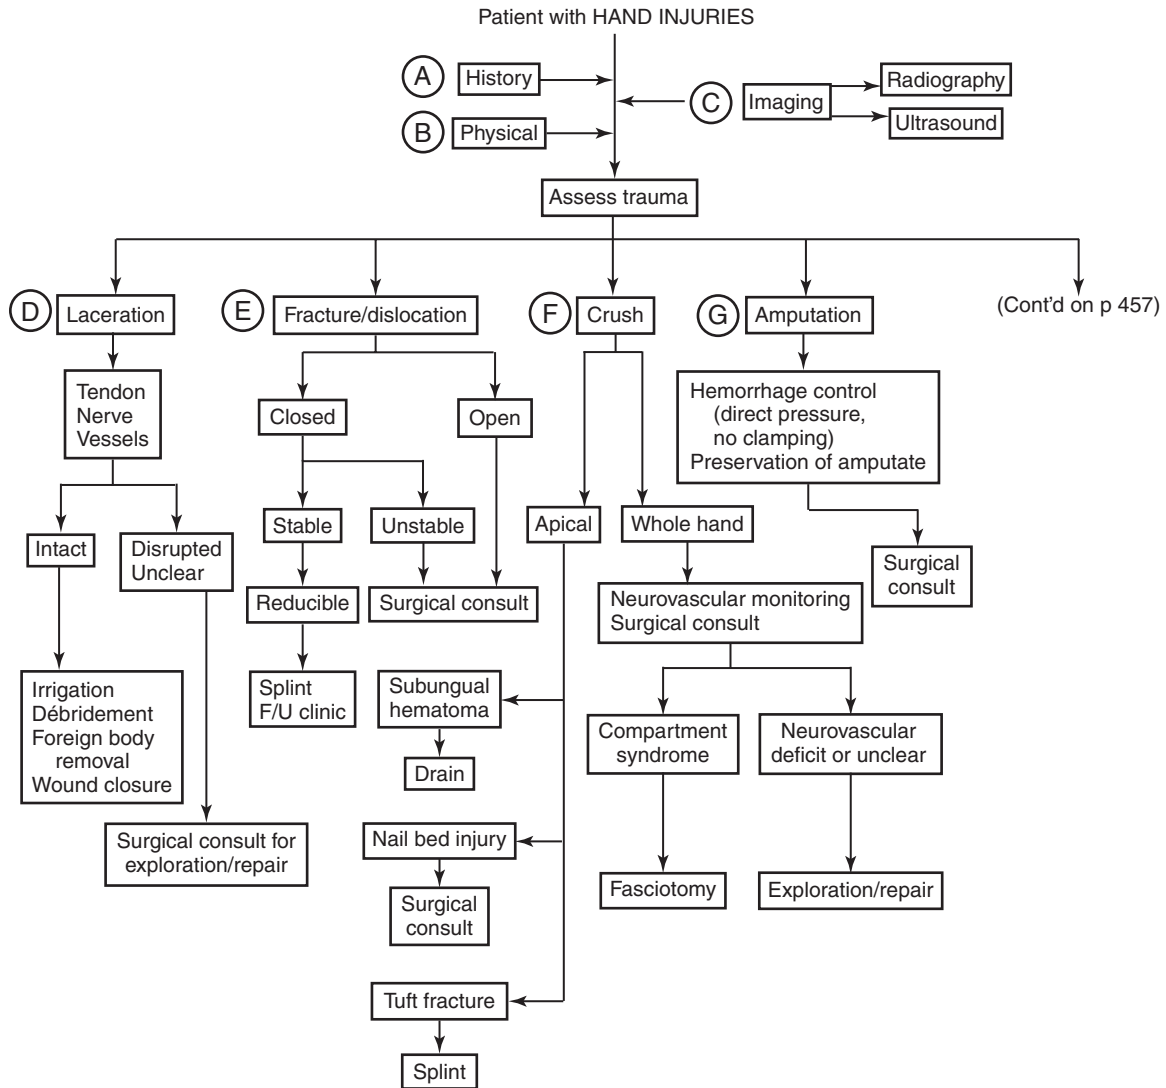 Patient with HAND INJURIES
A
History
C
Imaging
Radography
Ultrasound
B
Physical
Assess trauma
D
Laceration
E
Fracture/dislocation
F
Crush
G
Amputation
(Cont'd on p 457)
Tendon
Nerve
Vessels
Closed
Open
Hemorrhage control
(direct pressure,
no clamping)
Preservation of amputate
Intact
Disrupted
Unclear
Stable
Unstable
Apical
Whole hand
Surgical
consult
Reducible
Surgical consult
Neurovascular monitoring
Surgical consult
Irrigation
Débridement
Foreign body
removal
Wound closure
Splint
F/U clinic
Subungual
hematoma
Drain
Compartment
syndrome
Neurovascular
deficit or unclear
Surgical consult for
exploration/repair
Nail bed injury
Surgical
consult
Fasciotomy
Exploration/repair
Tuft fracture
Splint